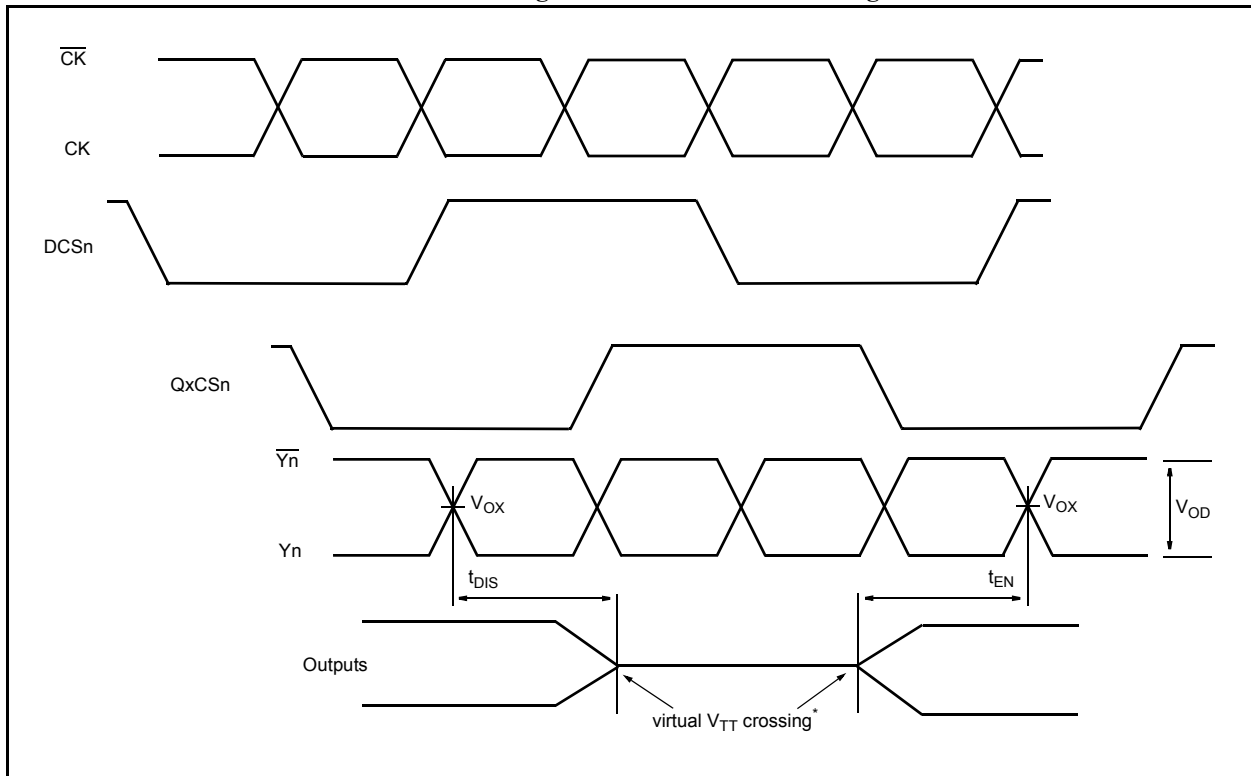 CK
CK
DCSn
QxCSn
Yn
VOX
VOX
VOD
Yn
tDIS
tEN
Outputs
virtual VTT crossing*